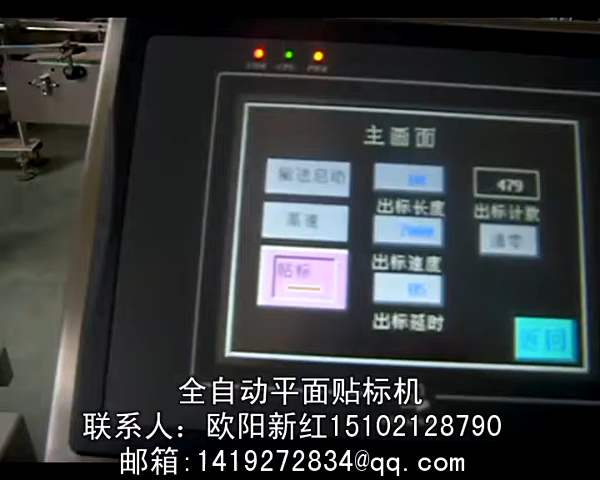 主画面
输送启动
479
出标长度
出标计数
高速
7000
清零
出标速度
贴标
05
出标延时
返回
全自动平面贴标机
联系人：欧阳新红15102128790
邮箱:1419272834@qq.com